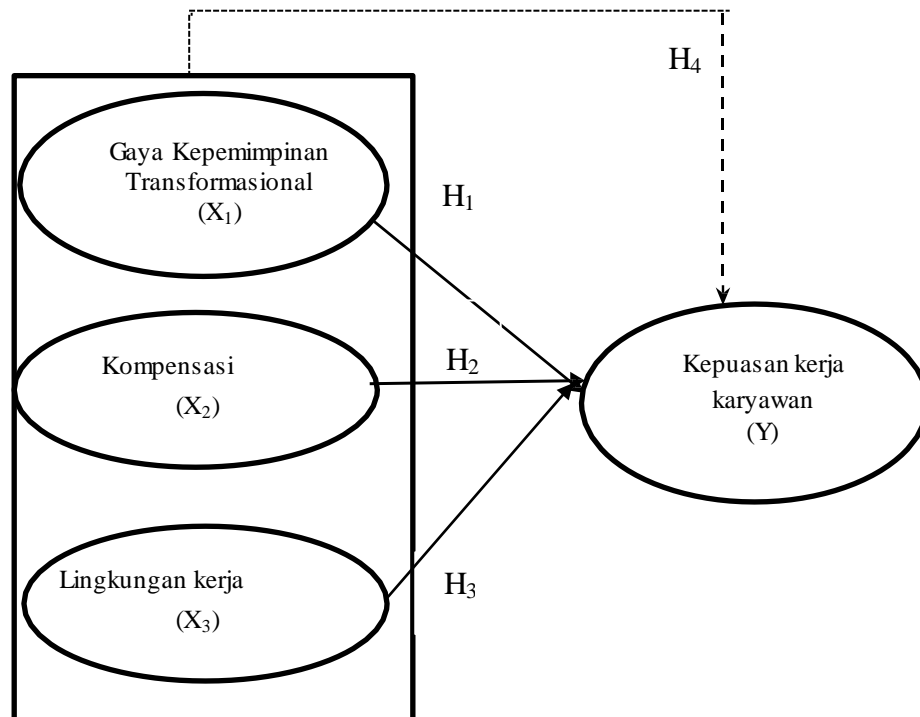 H₄
Gaya Kepemimpinan
Transformasional
(X₁)
H₁
Kompensasi
(X₂)
H₂
Kepuasan kerja
karyawan
(Y)
Lingkungan kerja
(X₃)
H₃